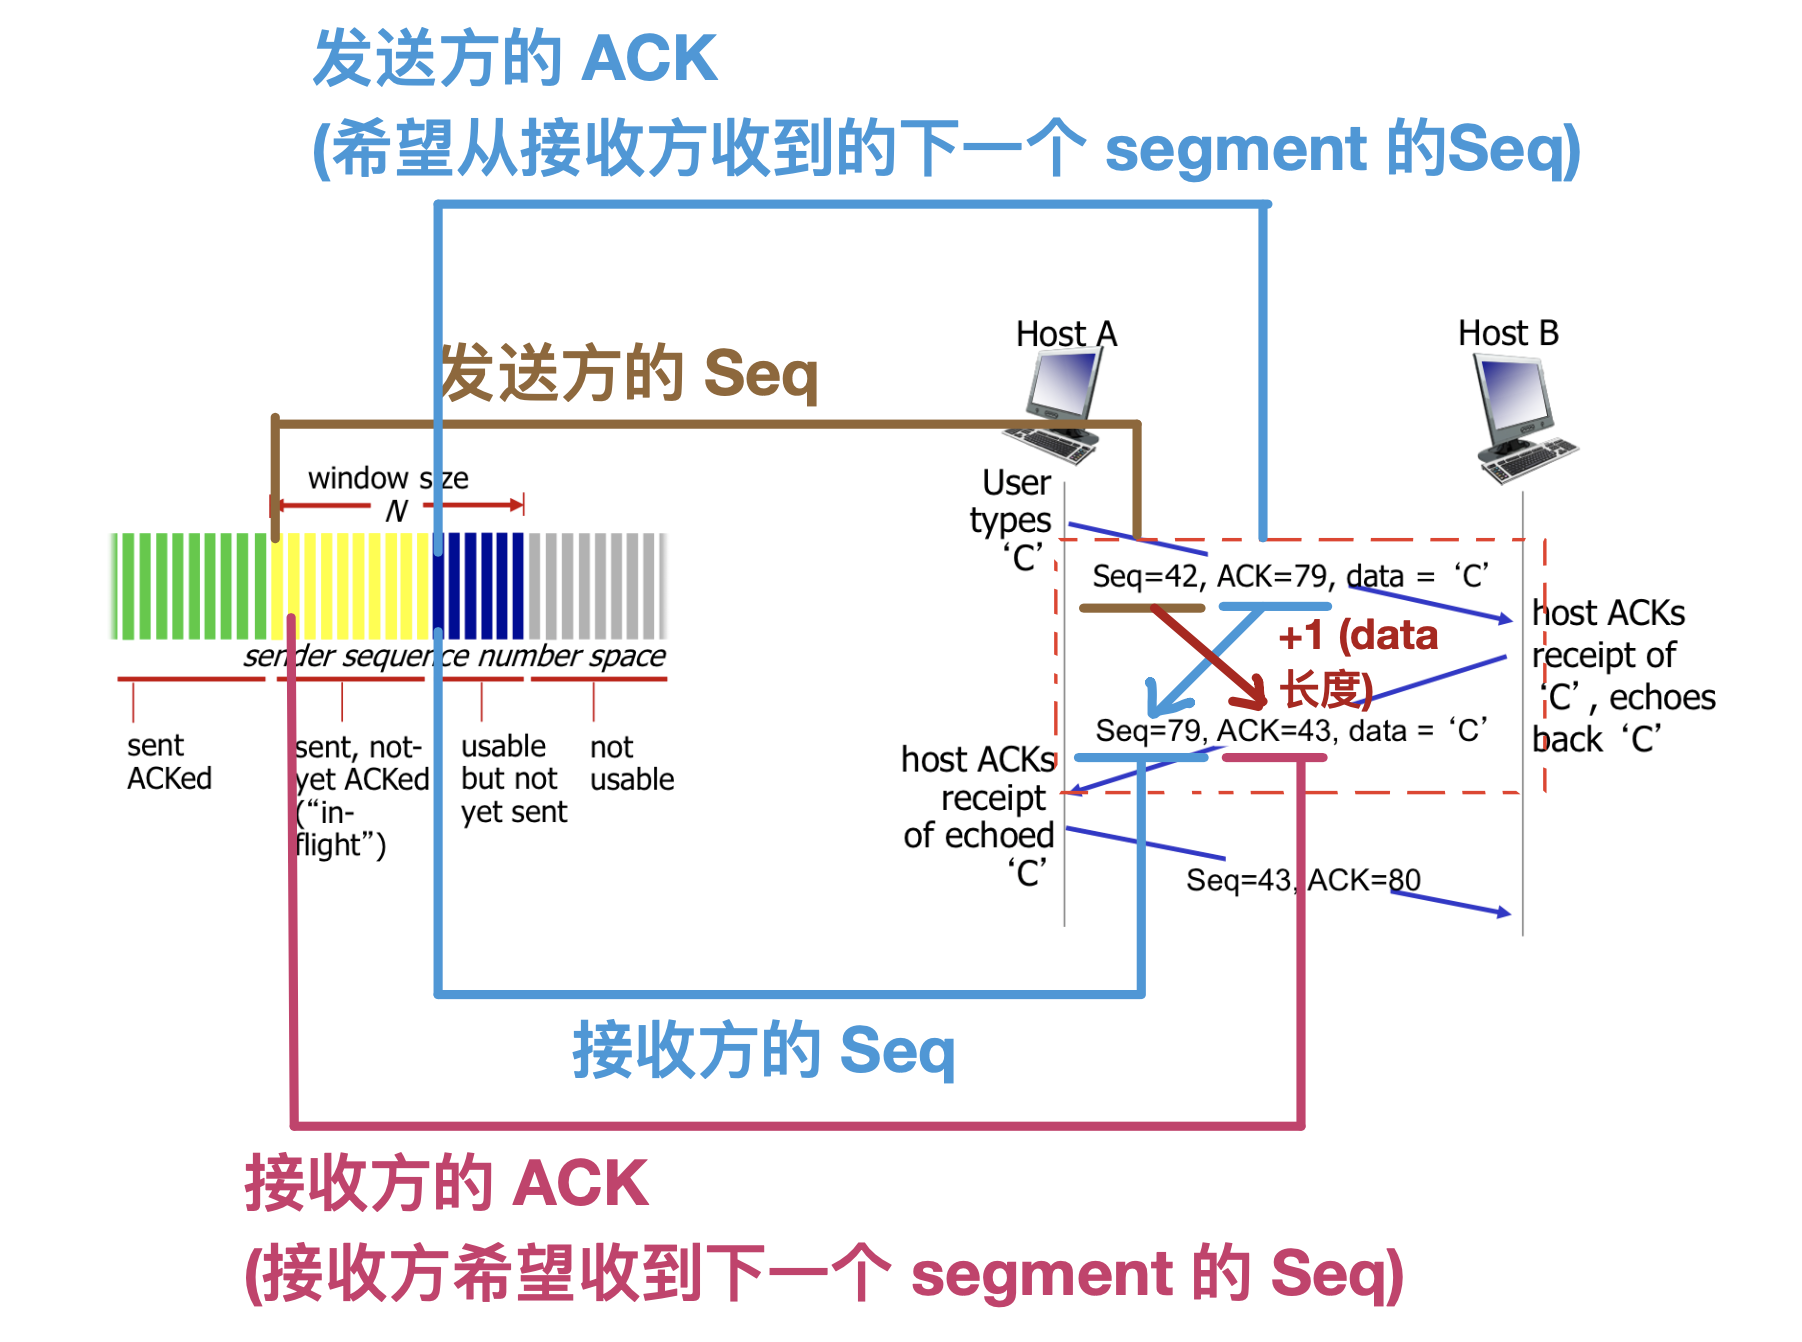 发送方的 ACK
(希望从接收方收到的下一个 segment 的Seq)
发送方的 Seq
window size
N
sender sequence number space
sent
ACKed
sent, not-
yet ACKed
(“in-
flight”)
usable
but not
yet sent
not
usable
Host A
Host B
User
types
‘C’
Seq=42, ACK=79, data = ‘C’
+1 (data
长度)
host ACKs
receipt of
‘C’, echoes
back ‘C’
Seq=79, ACK=43, data = ‘C’
host ACKs
receipt
of echoed
‘C’
Seq=43, ACK=80
接收方的 Seq
接收方的 ACK
(接收方希望收到下一个 segment 的 Seq)